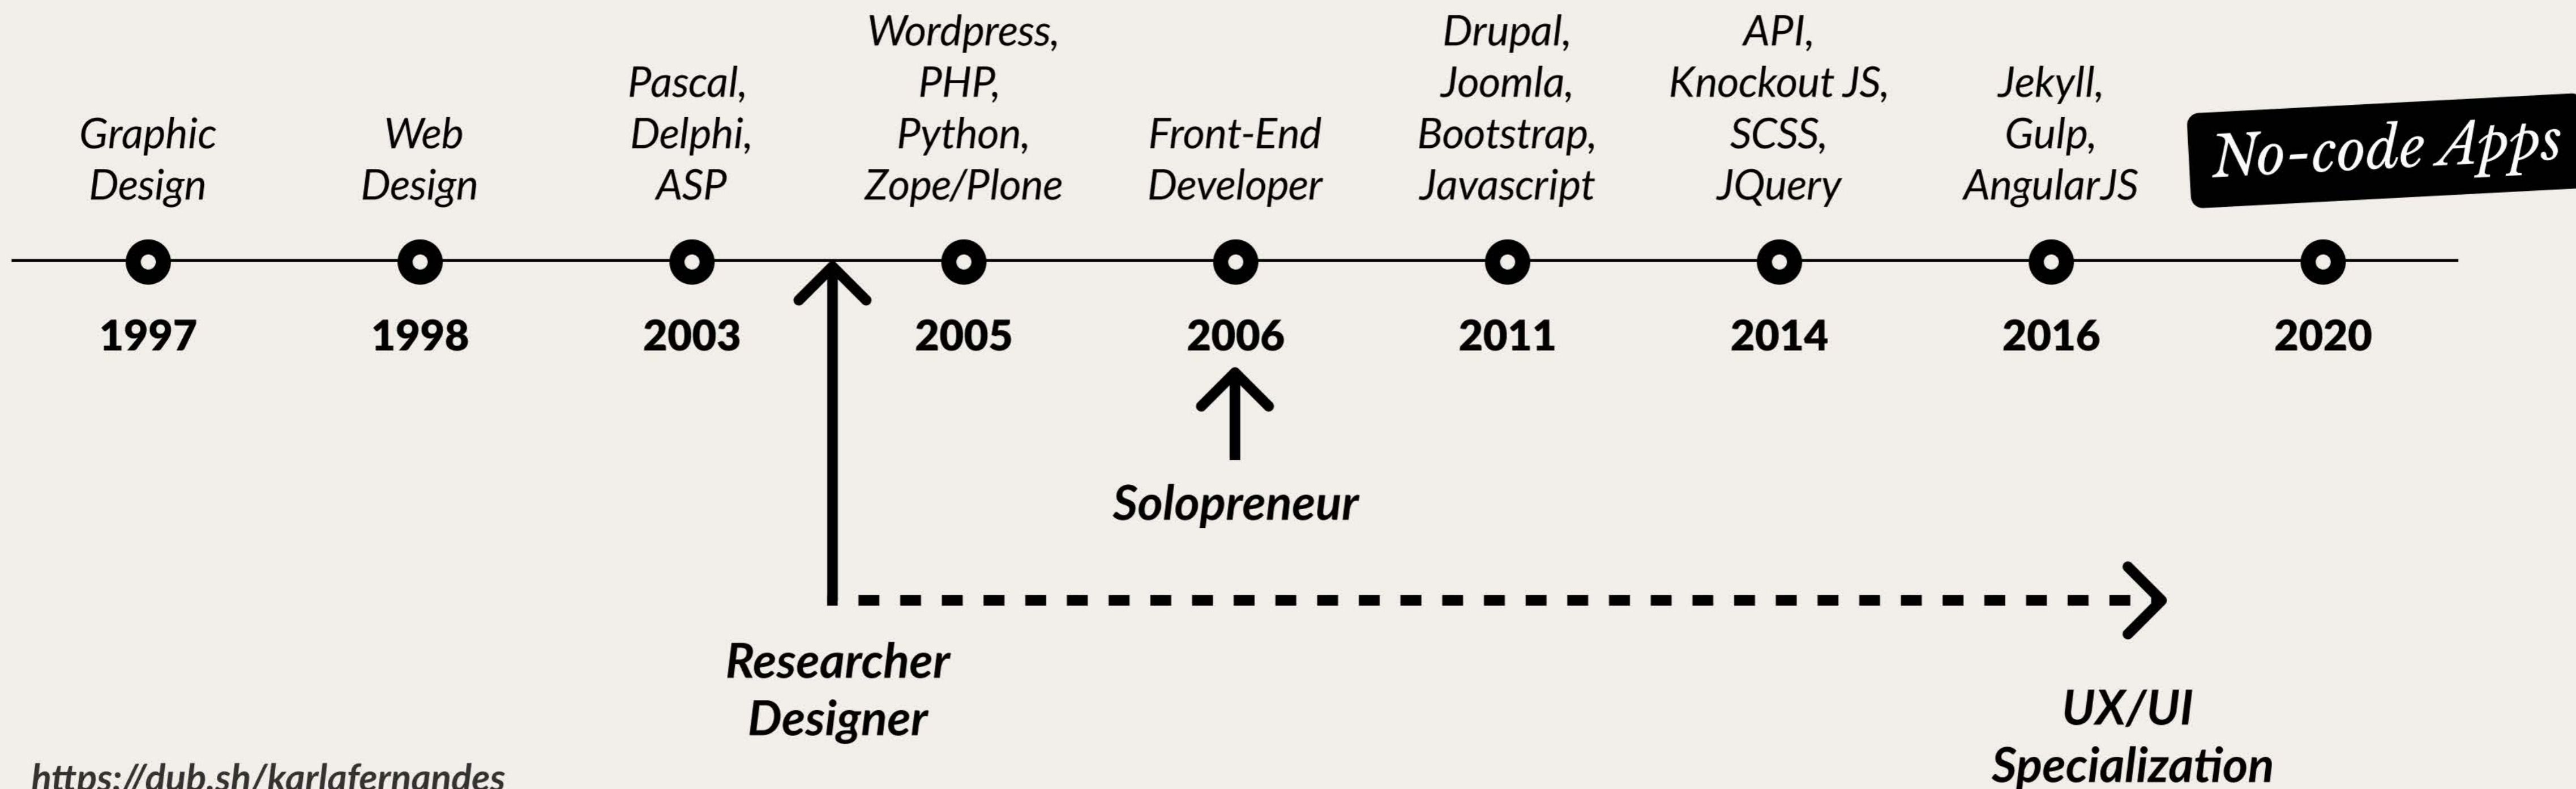 Graphic
Design
Web
Design
Pascal,
Delphi,
ASP
Wordpress,
PHP,
Python,
Zope/Plone
Front-End
Developer
Drupal,
Joomla,
Bootstrap,
Javascript
API,
Knockout JS,
SCSS,
JQuery
Jekyll,
Gulp,
AngularJS
No-code Apps
1997
1998
2003
2005
2006
2011
2014
2016
2020
Solopreneur
Researcher
Designer
UX/UI
Specialization
https://dub.sh/karlafernandes